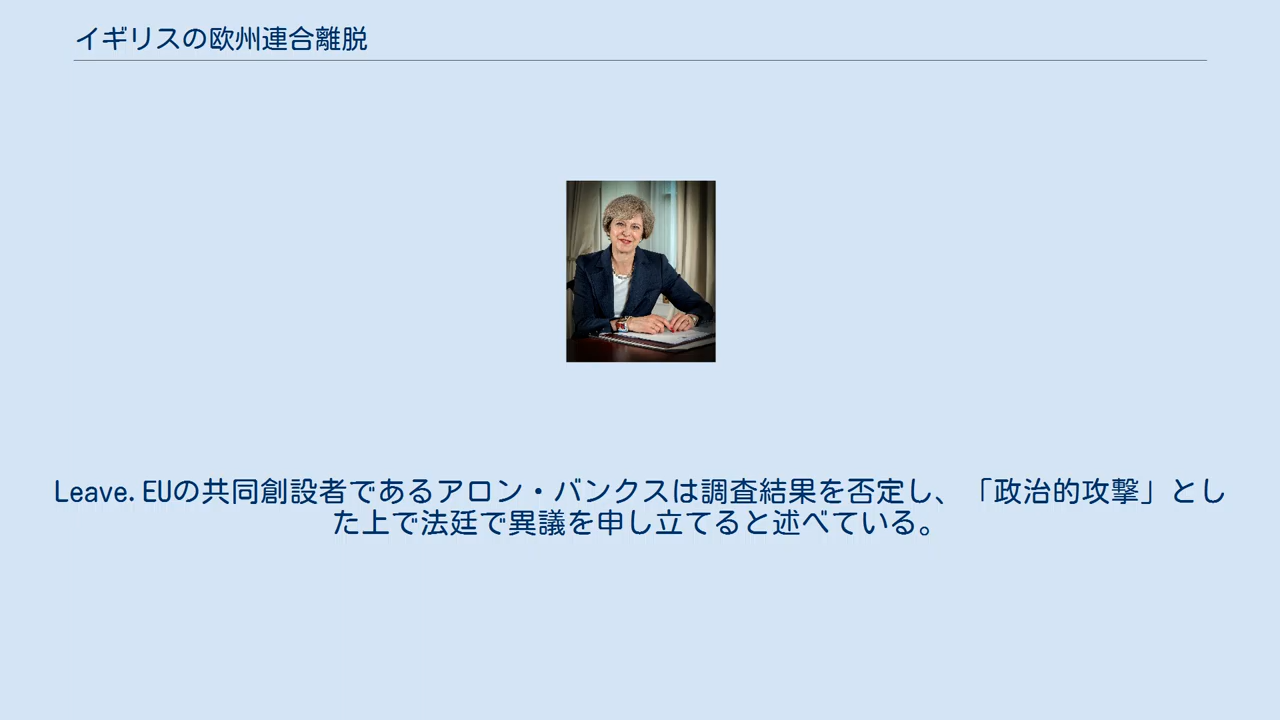 イギリスの欧州連合離脱
Leave.EUの共同創設者であるアロン・バンクスは調査結果を否定し、「政治的攻撃」とし
た上で法廷で異議を申し立てると述べている。